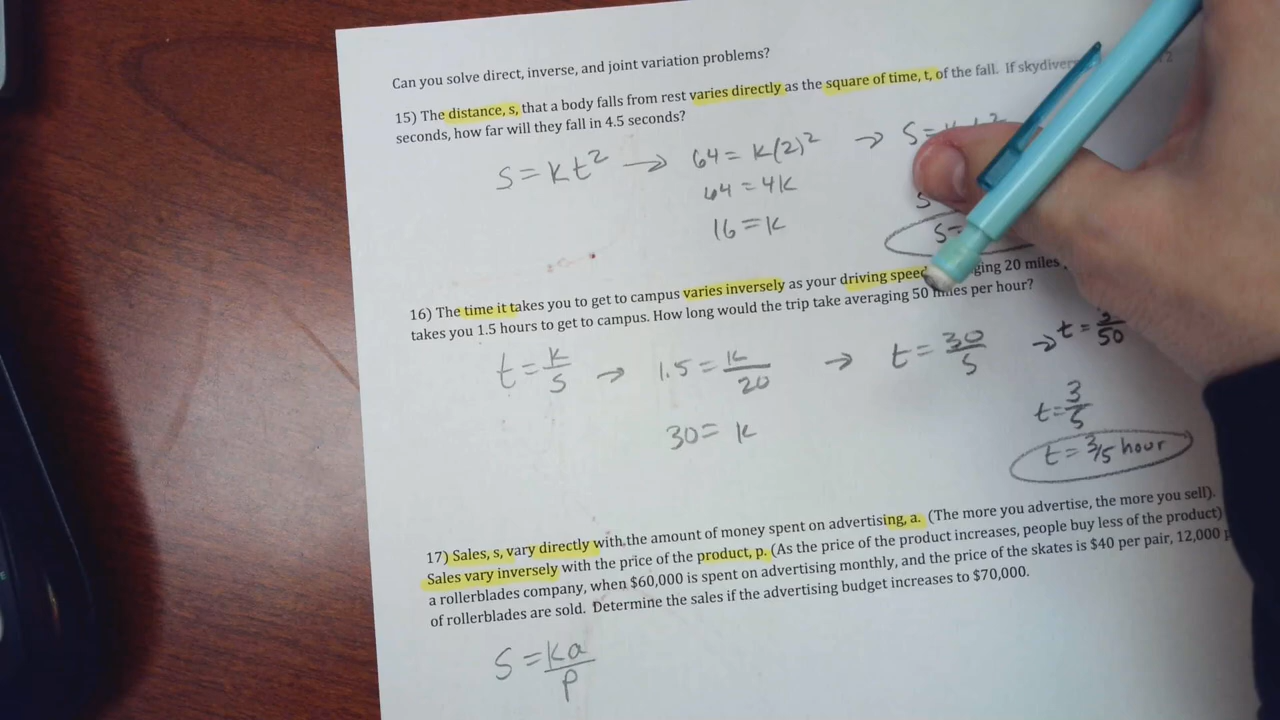 Can you solve direct, inverse, and joint variation problems?
15) The distance, s, that a body falls from rest varies directly as the square of time, t, of the fall. If skydivers
seconds, how far will they fall in 4.5 seconds?
s = kt² → 64 = k(2)² → s =
64 = 4k
16 = k
s =
16) The time it takes you to get to campus varies inversely as your driving speed 20 miles
takes you 1.5 hours to get to campus. How long would the trip take averaging 50 miles per hour?
t = k/s → 1.5 = k/20 → t = 30/s → t = /50
30 = k
t = 3/5
t = 3/5 hour
17) Sales, s, vary directly with the amount of money spent on advertising, a. (The more you advertise, the more you sell).
Sales vary inversely with the price of the product, p. (As the price of the product increases, people buy less of the product)
a rollerblades company, when $60,000 is spent on advertising monthly, and the price of the skates is $40 per pair, 12,000
of rollerblades are sold. Determine the sales if the advertising budget increases to $70,000.
S = ka/p